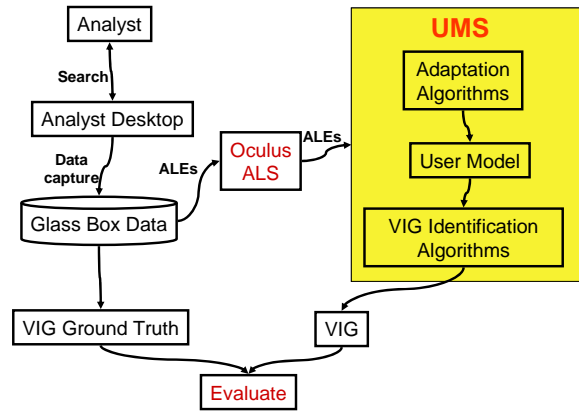 Analyst
UMS
Search
Adaptation
Algorithms
Analyst Desktop
Data
capture
ALEs
Oculus
ALS
ALEs
User Model
Glass Box Data
VIG Identification
Algorithms
VIG Ground Truth
VIG
Evaluate